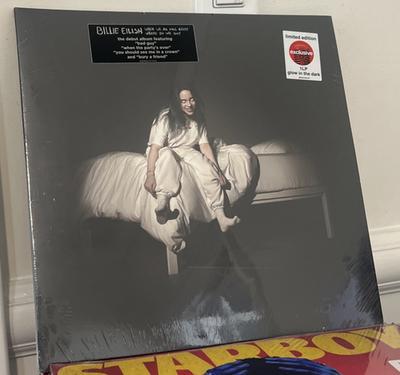 BILLIE EILISH WHEN WE ALL FALL ASLEEP
WHERE DO WE GO?
the debut album featuring
"bad guy"
"when the party's over"
"you should see me in a crown"
and "bury a friend"
limited edition
exclusive
1LP
glow in the dark
STARBOY